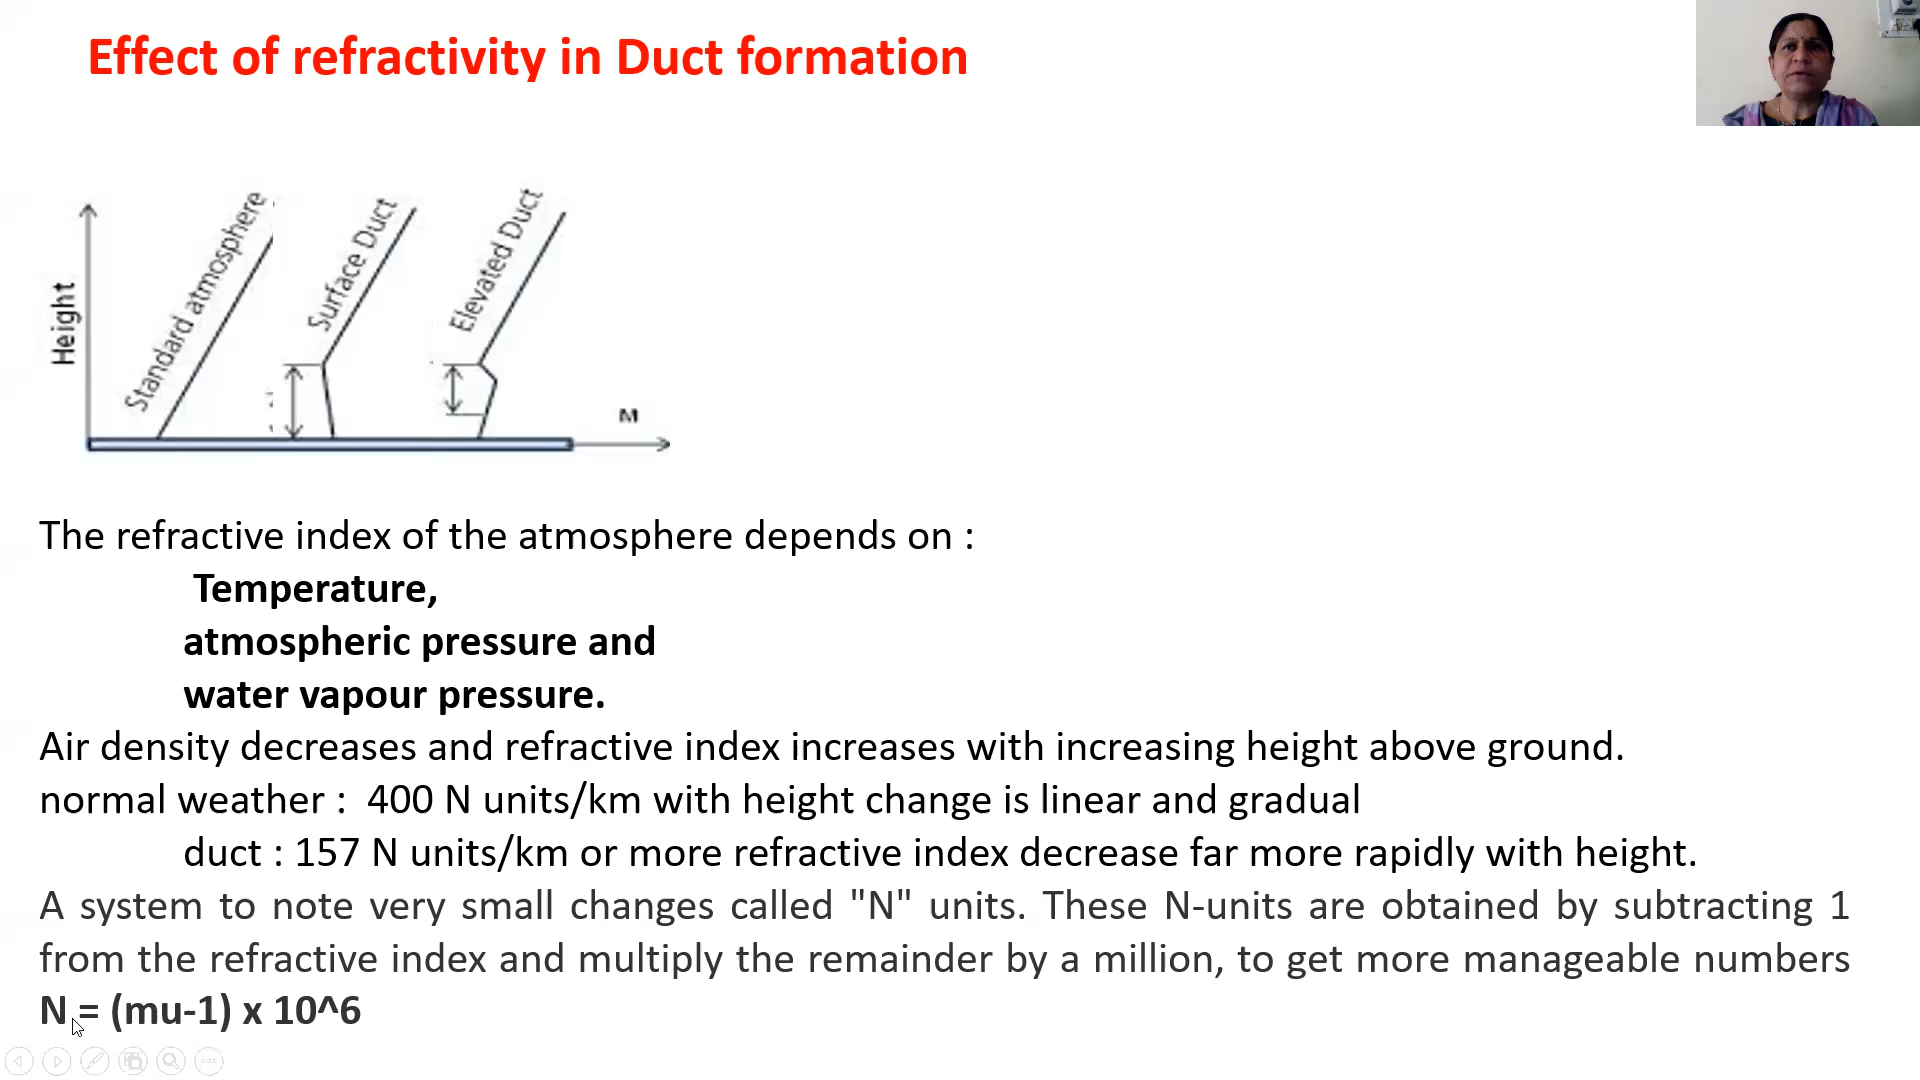 Effect of refractivity in Duct formation
Height
Standard atmosphere
Surface Duct
Elevated Duct
M
The refractive index of the atmosphere depends on :
Temperature,
atmospheric pressure and
water vapour pressure.
Air density decreases and refractive index increases with increasing height above ground.
normal weather :  400 N units/km with height change is linear and gradual
duct : 157 N units/km or more refractive index decrease far more rapidly with height.
A system to note very small changes called "N" units. These N-units are obtained by subtracting 1
from the refractive index and multiply the remainder by a million, to get more manageable numbers
N = (mu-1) x 10^6